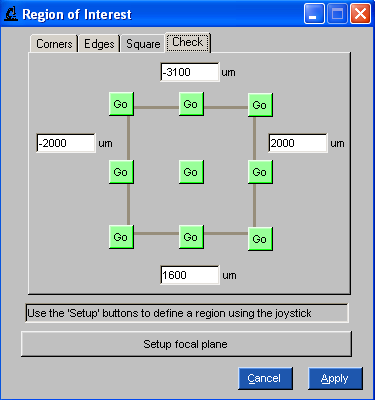 Region of Interest
Corners Edges Square Check
-3100 um
Go Go Go
-2000 um 2000 um
Go Go Go
Go Go Go
1600 um
Use the 'Setup' buttons to define a region using the joystick
Setup focal plane
Cancel Apply